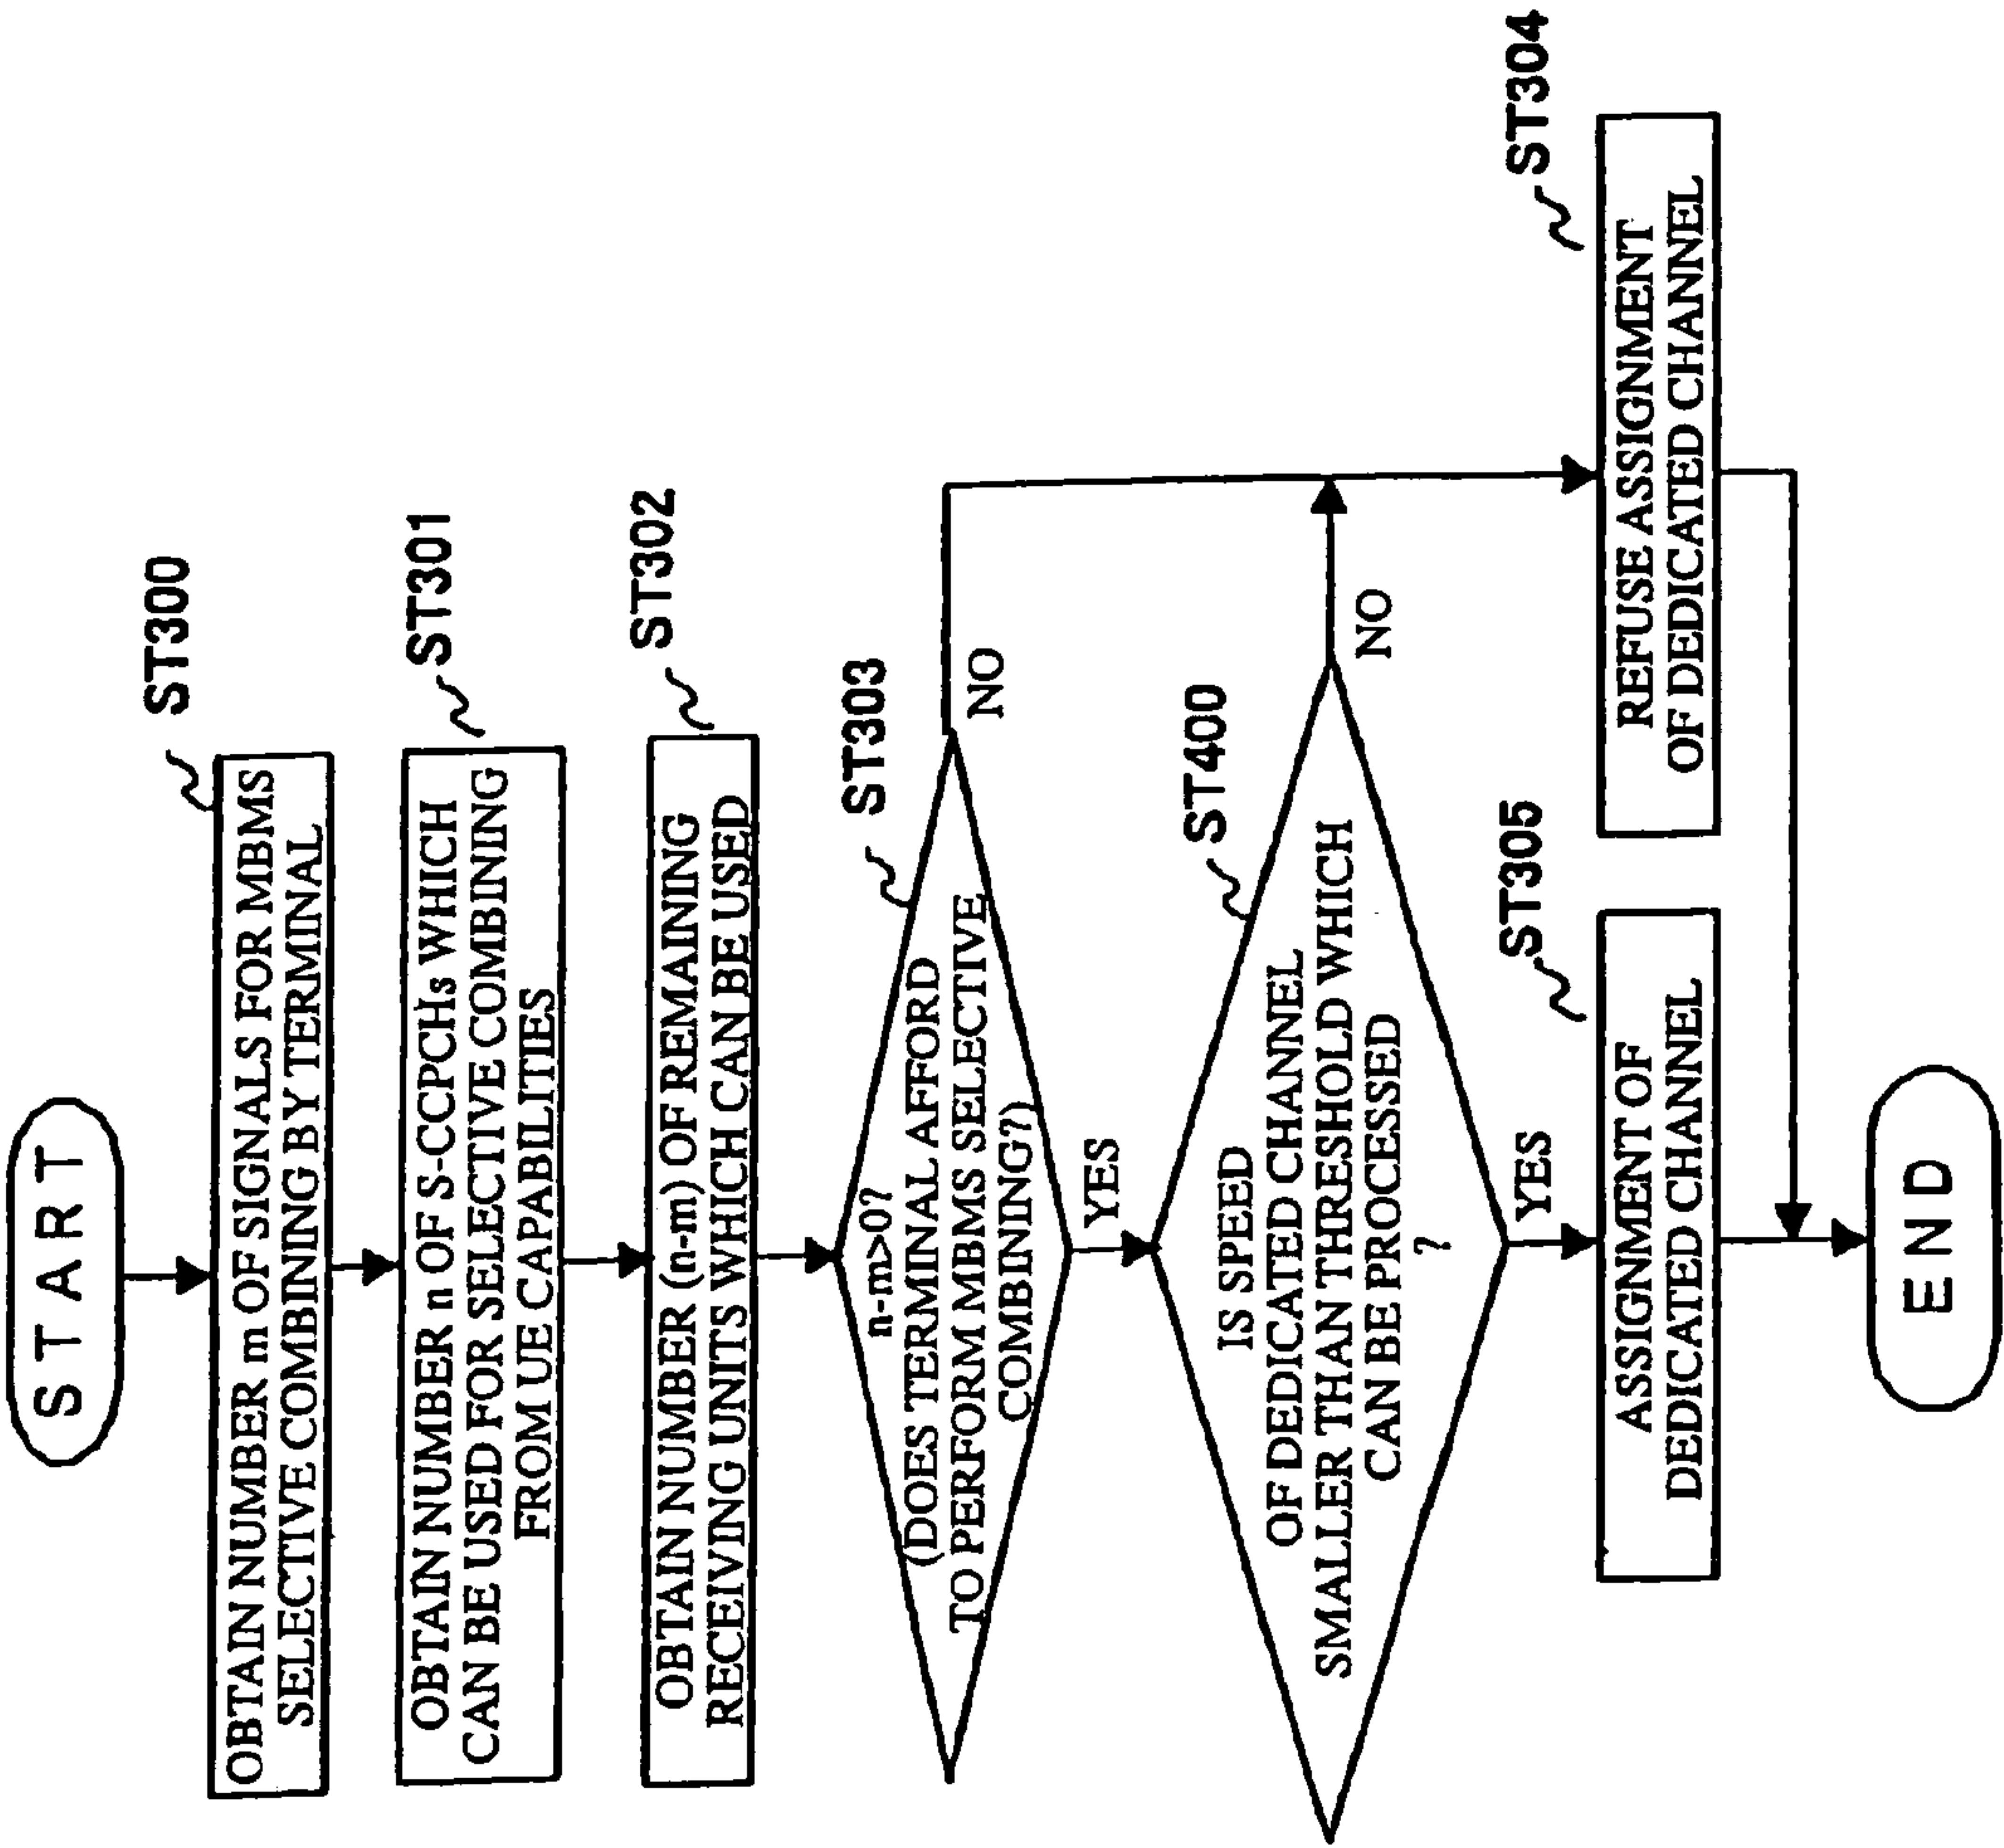 START
ST300
OBTAIN NUMBER m OF SIGNALS FOR MBMS
SELECTIVE COMBINING BY TERMINAL
ST301
OBTAIN NUMBER n OF S-CCPCHs WHICH
CAN BE USED FOR SELECTIVE COMBINING
FROM UE CAPABILITIES
ST302
OBTAIN NUMBER (n-m) OF REMAINING
RECEIVING UNITS WHICH CAN BE USED
ST303
n-m>0?
(DOES TERMINAL AFFORD
TO PERFORM MBMS SELECTIVE
COMBINING?)
NO
YES
ST400
IS SPEED
OF DEDICATED CHANNEL
SMALLER THAN THRESHOLD WHICH
CAN BE PROCESSED
?
NO
YES
ST305
ASSIGNMENT OF
DEDICATED CHANNEL
ST304
REFUSE ASSIGNMENT
OF DEDICATED CHANNEL
END